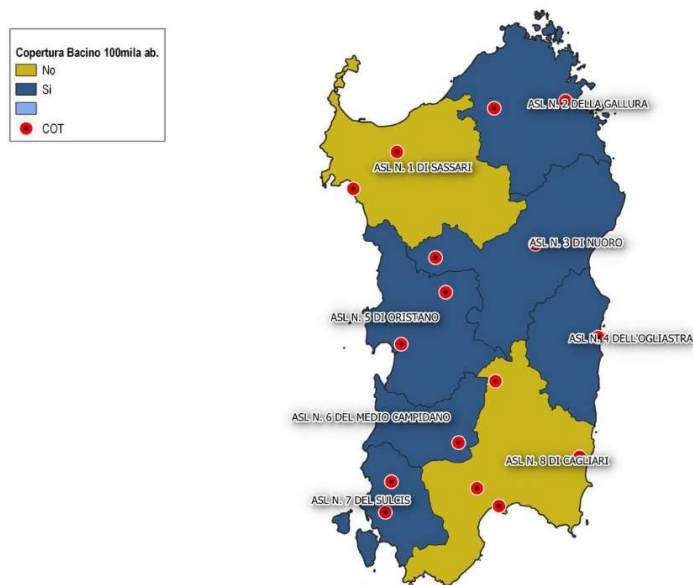 Copertura Bacino 100mila ab.
No
Si
COT
ASL N. 2 DELLA GALLURA
ASL N. 1 DI SASSARI
ASL N. 3 DI NUORO
ASL N. 5 DI ORISTANO
ASL N. 4 DELL'OGLIASTRA
ASL N. 6 DEL MEDIO CAMPIDANO
ASL N. 8 DI CAGLIARI
ASL N. 7 DEL SULCIS